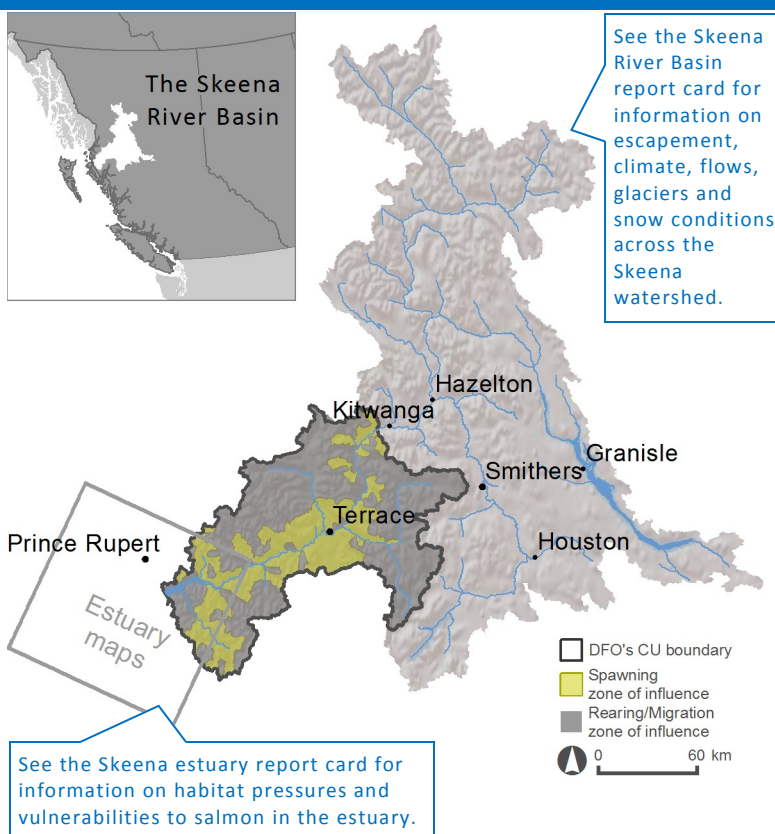 The Skeena
River Basin
See the Skeena
River Basin
report card for
information on
escapement,
climate, flows,
glaciers and
snow conditions
across the
Skeena
watershed.
Hazelton
Kitwanga
Granisle
Smithers
Terrace
Prince Rupert
Houston
Estuary
maps
DFO's CU boundary
Spawning
zone of influence
Rearing/Migration
zone of influence
0 60 km
See the Skeena estuary report card for
information on habitat pressures and
vulnerabilities to salmon in the estuary.